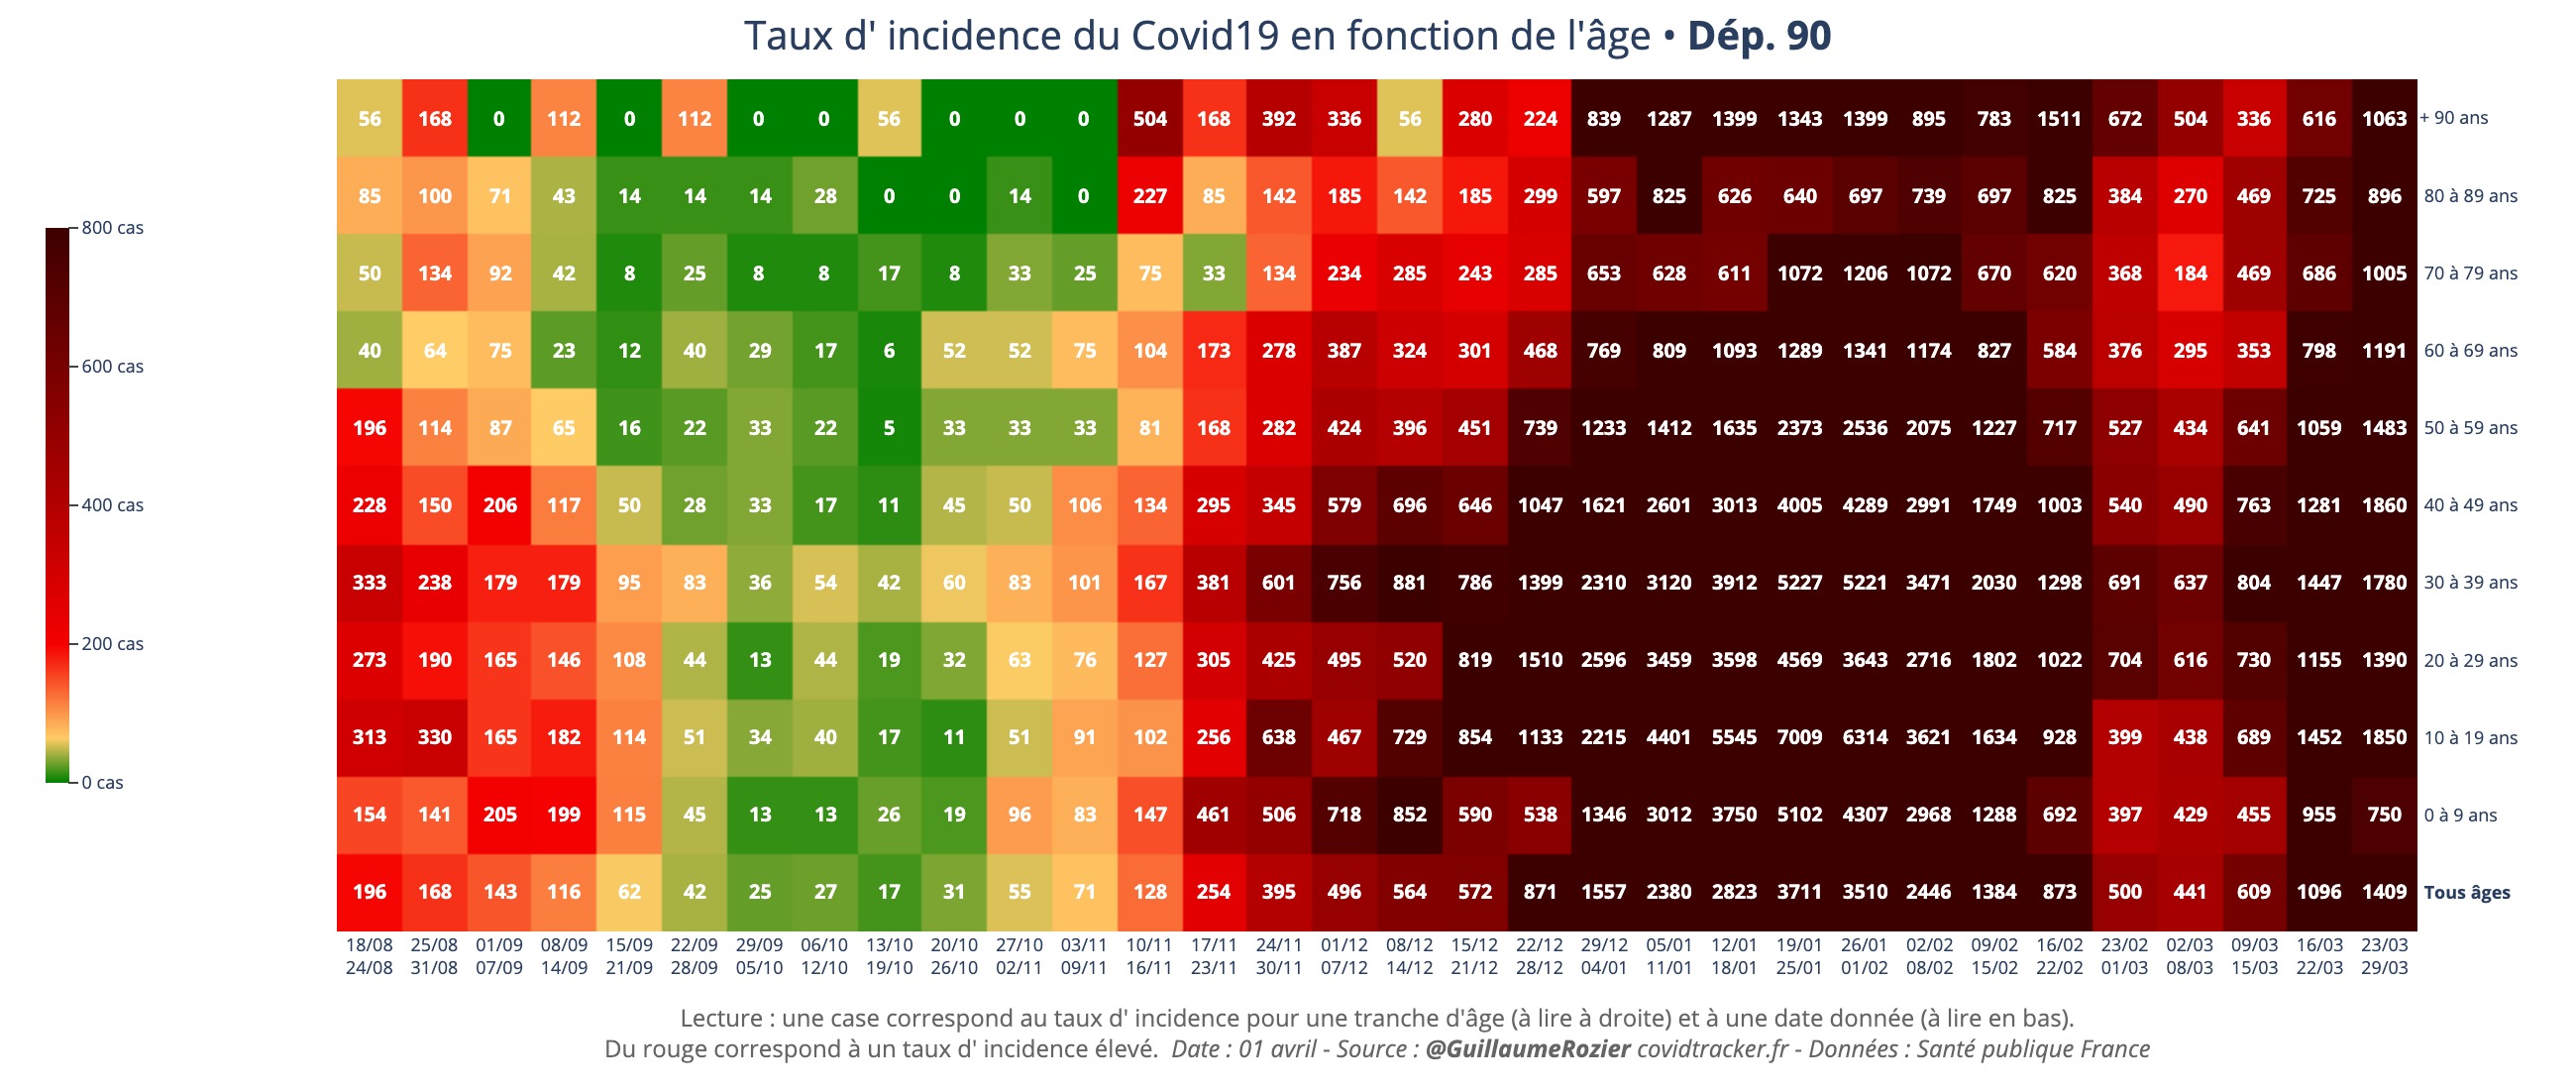 Taux d' incidence du Covid19 en fonction de l'âge • Dép. 90
800 cas
600 cas
400 cas
200 cas
0 cas
56 168 0 112 0 112 0 0 56 0 0 0 504 168 392 336 56 280 224 839 1287 1399 1343 1399 895 783 1511 672 504 336 616 1063 + 90 ans
85 100 71 43 14 14 14 28 0 0 14 0 227 85 142 185 142 185 299 597 825 626 640 697 739 697 825 384 270 469 725 896 80 à 89 ans
50 134 92 42 8 25 8 8 17 8 33 25 75 33 134 234 285 243 285 653 628 611 1072 1206 1072 670 620 368 184 469 686 1005 70 à 79 ans
40 64 75 23 12 40 29 17 6 52 52 75 104 173 278 387 324 301 468 769 809 1093 1289 1341 1174 827 584 376 295 353 798 1191 60 à 69 ans
196 114 87 65 16 22 33 22 5 33 33 33 81 168 282 424 396 451 739 1233 1412 1635 2373 2536 2075 1227 717 527 434 641 1059 1483 50 à 59 ans
228 150 206 117 50 28 33 17 11 45 50 106 134 295 345 579 696 646 1047 1621 2601 3013 4005 4289 2991 1749 1003 540 490 763 1281 1860 40 à 49 ans
333 238 179 179 95 83 36 54 42 60 83 101 167 381 601 756 881 786 1399 2310 3120 3912 5227 5221 3471 2030 1298 691 637 804 1447 1780 30 à 39 ans
273 190 165 146 108 44 13 44 19 32 63 76 127 305 425 495 520 819 1510 2596 3459 3598 4569 3643 2716 1802 1022 704 616 730 1155 1390 20 à 29 ans
313 330 165 182 114 51 34 40 17 11 51 91 102 256 638 467 729 854 1133 2215 4401 5545 7009 6314 3621 1634 928 399 438 689 1452 1850 10 à 19 ans
154 141 205 199 115 45 13 13 26 19 96 83 147 461 506 718 852 590 538 1346 3012 3750 5102 4307 2968 1288 692 397 429 455 955 750 0 à 9 ans
196 168 143 116 62 42 25 27 17 31 55 71 128 254 395 496 564 572 871 1557 2380 2823 3711 3510 2446 1384 873 500 441 609 1096 1409 Tous âges
18/08 25/08 01/09 08/09 15/09 22/09 29/09 06/10 13/10 20/10 27/10 03/11 10/11 17/11 24/11 01/12 08/12 15/12 22/12 29/12 05/01 12/01 19/01 26/01 02/02 09/02 16/02 23/02 02/03 09/03 16/03 23/03
24/08 31/08 07/09 14/09 21/09 28/09 05/10 12/10 19/10 26/10 02/11 09/11 16/11 23/11 30/11 07/12 14/12 21/12 28/12 04/01 11/01 18/01 25/01 01/02 08/02 15/02 22/02 01/03 08/03 15/03 22/03 29/03
Lecture : une case correspond au taux d' incidence pour une tranche d'âge (à lire à droite) et à une date donnée (à lire en bas).
Du rouge correspond à un taux d' incidence élevé. Date : 01 avril - Source : @GuillaumeRozier covidtracker.fr - Données : Santé publique France